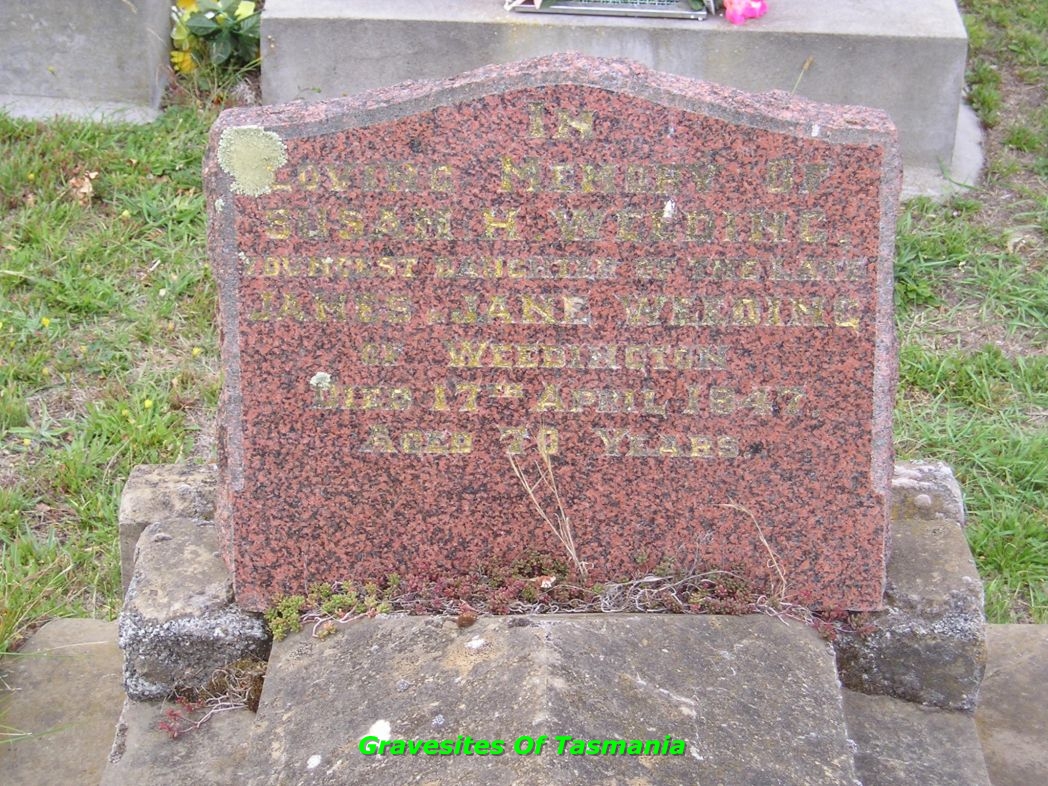 IN
LOVING MEMORY OF
SUSAN H. WEEDING.
YOUNGEST DAUGHTER OF THE LATE
JAMES & JANE WEEDING
OF WEEDINGTON
DIED 17TH APRIL 1947.
AGED 70 YEARS.
Gravesites Of Tasmania